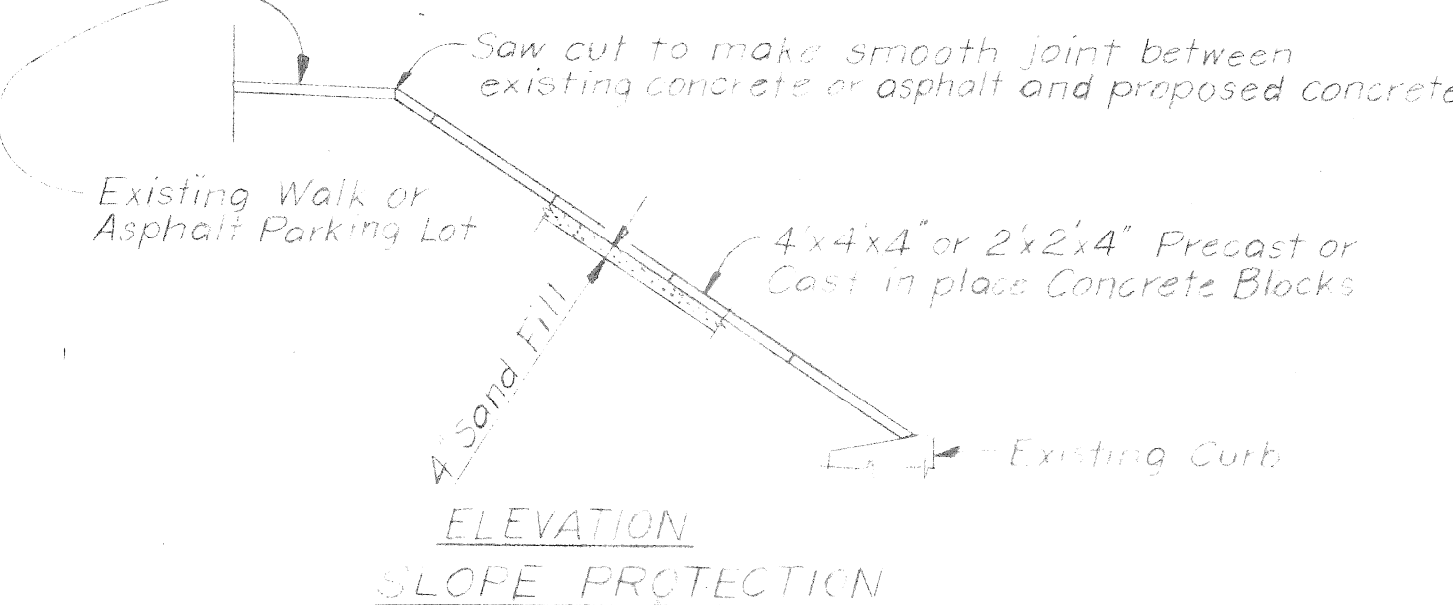 Saw cut to make smooth joint between
existing concrete or asphalt and proposed concrete
Existing Walk or
Asphalt Parking Lot
4'x4'x4" or 2'x2'x4" Precast or
Cast in place Concrete Blocks
4" Sand Fill
Existing Curb
ELEVATION
SLOPE PROTECTION